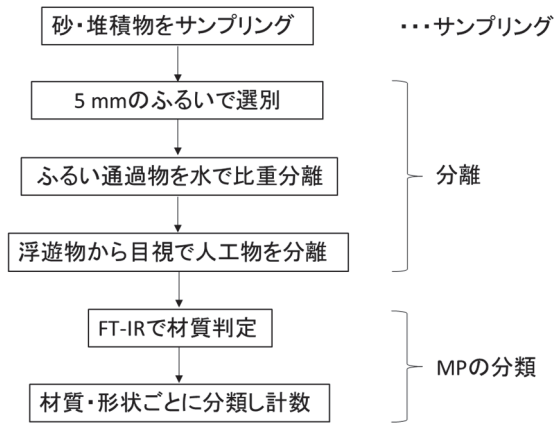 砂・堆積物をサンプリング
・・・サンプリング
5 mmのふるいで選別
ふるい通過物を水で比重分離
分離
浮遊物から目視で人工物を分離
FT-IRで材質判定
MPの分類
材質・形状ごとに分類し計数